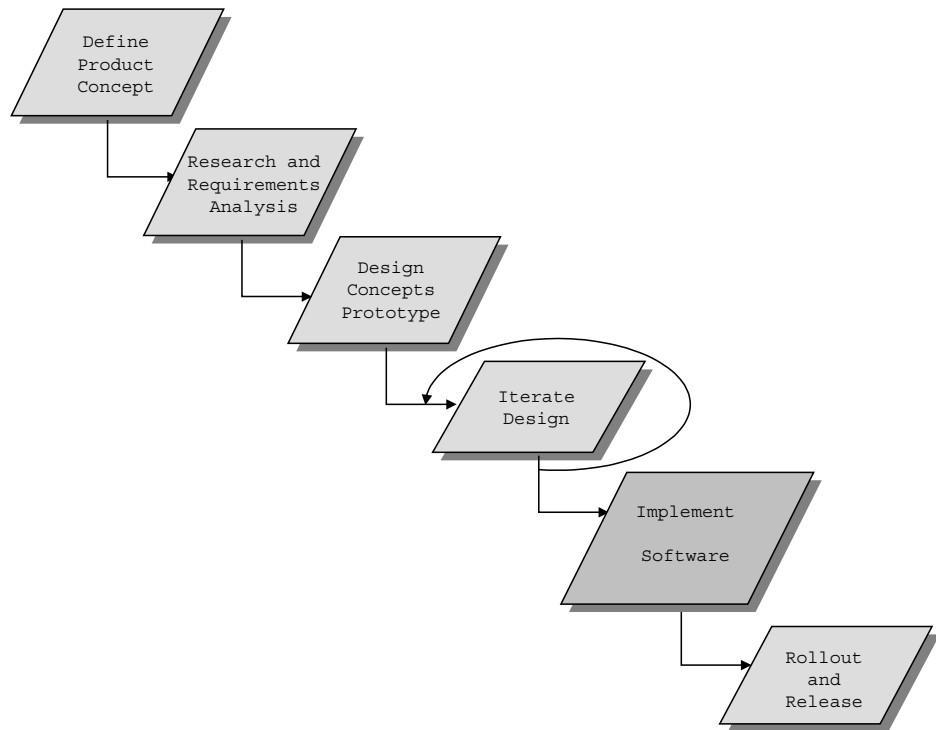 Define
Product
Concept
Research and
Requirements
Analysis
Design
Concepts
Prototype
Iterate
Design
Implement
Software
Rollout
and
Release